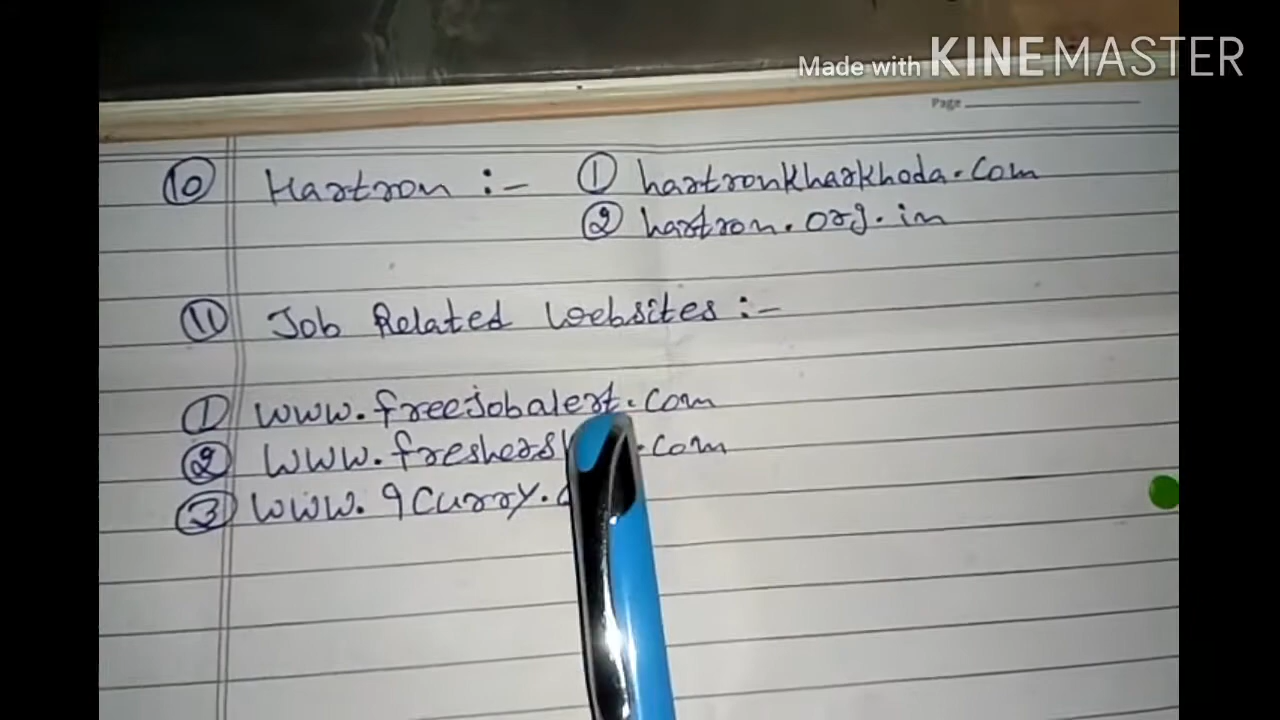 Made with KINEMASTER
Page
10 Hartron :- 1 hartronkharkhoda.com
2 hartron.org.in
11 Job Related Websites :-
1 www.freejobalert.com
2 www.freshers .com
3 www.9curry.